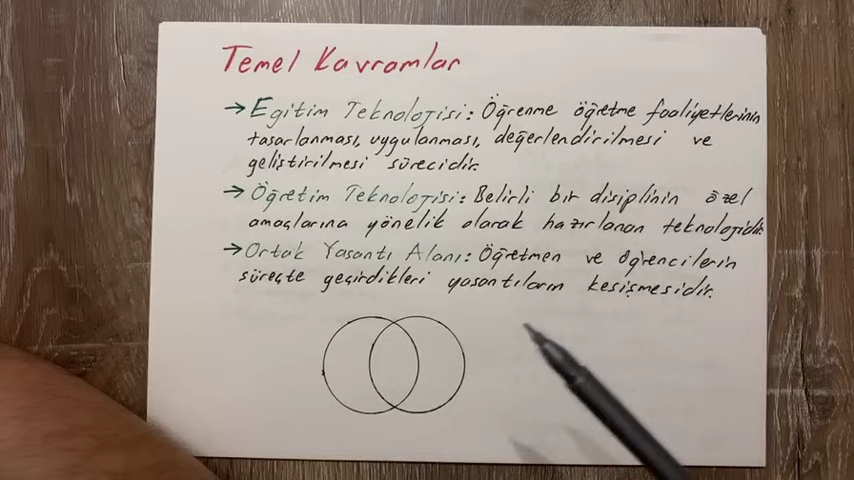 Temel Kavramlar
→ Eğitim Teknolojisi: Öğrenme öğretme faaliyetlerinin
tasarlanması, uygulanması, değerlendirilmesi ve
geliştirilmesi sürecidir.
→ Öğretim Teknolojisi: Belirli bir disiplinin özel
amaçlarına yönelik olarak hazırlanan teknolojidir.
→ Ortak Yaşantı Alanı: Öğretmen ve öğrencilerin
süreçte geçirdikleri yaşantıların kesişmesidir.